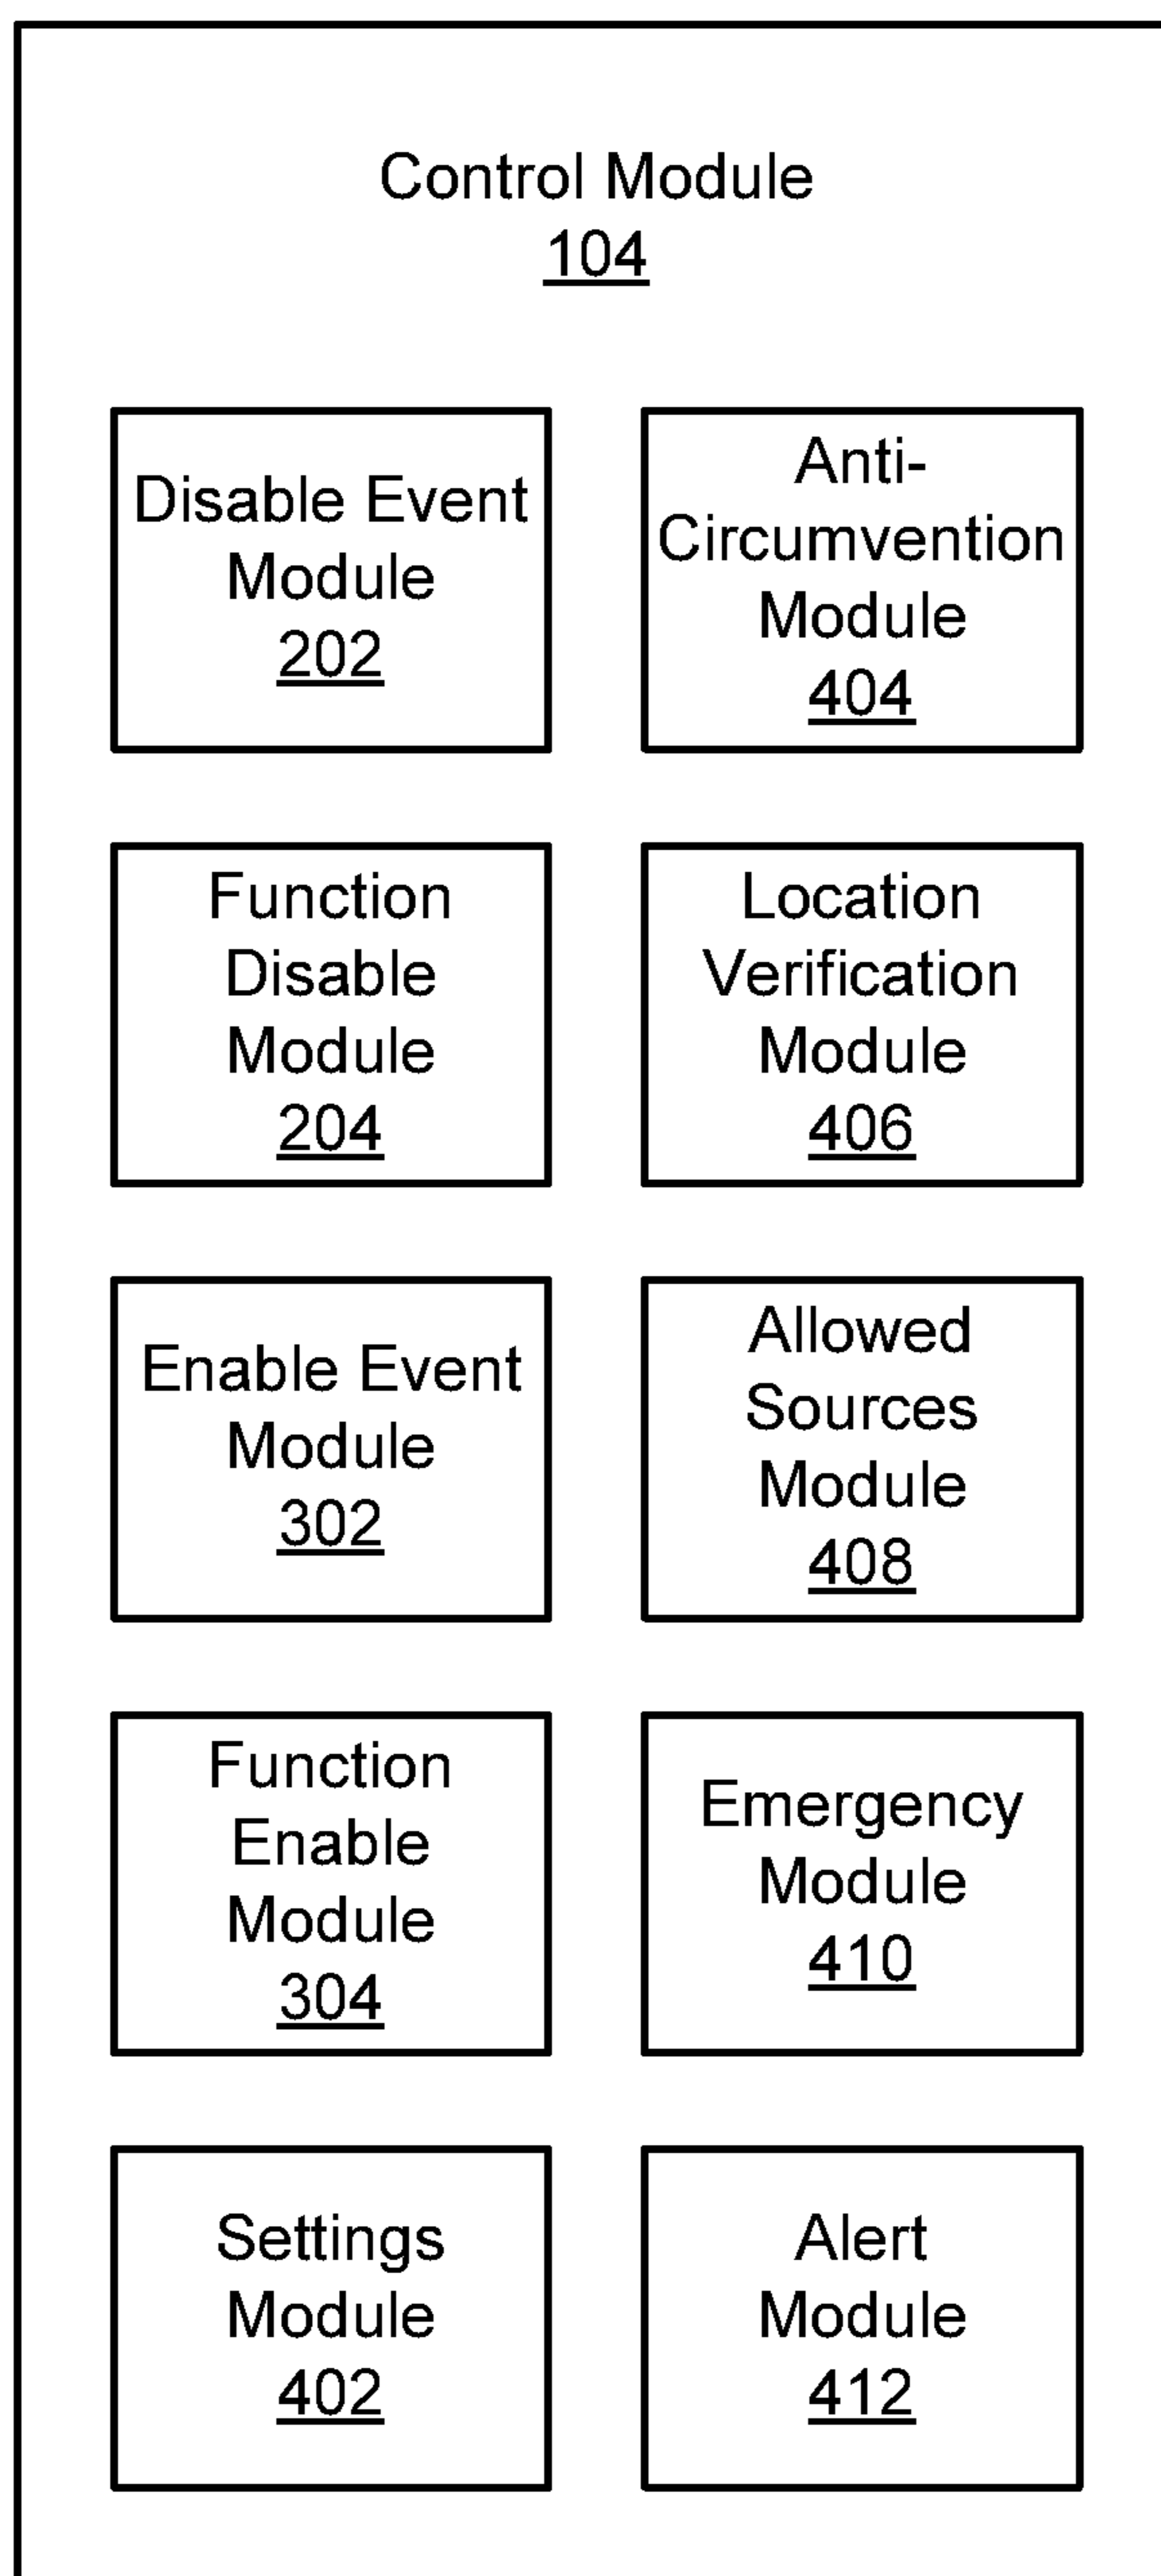 Control Module
104
Disable Event
Module
202
Anti-
Circumvention
Module
404
Function
Disable
Module
204
Location
Verification
Module
406
Enable Event
Module
302
Allowed
Sources
Module
408
Function
Enable
Module
304
Emergency
Module
410
Settings
Module
402
Alert
Module
412